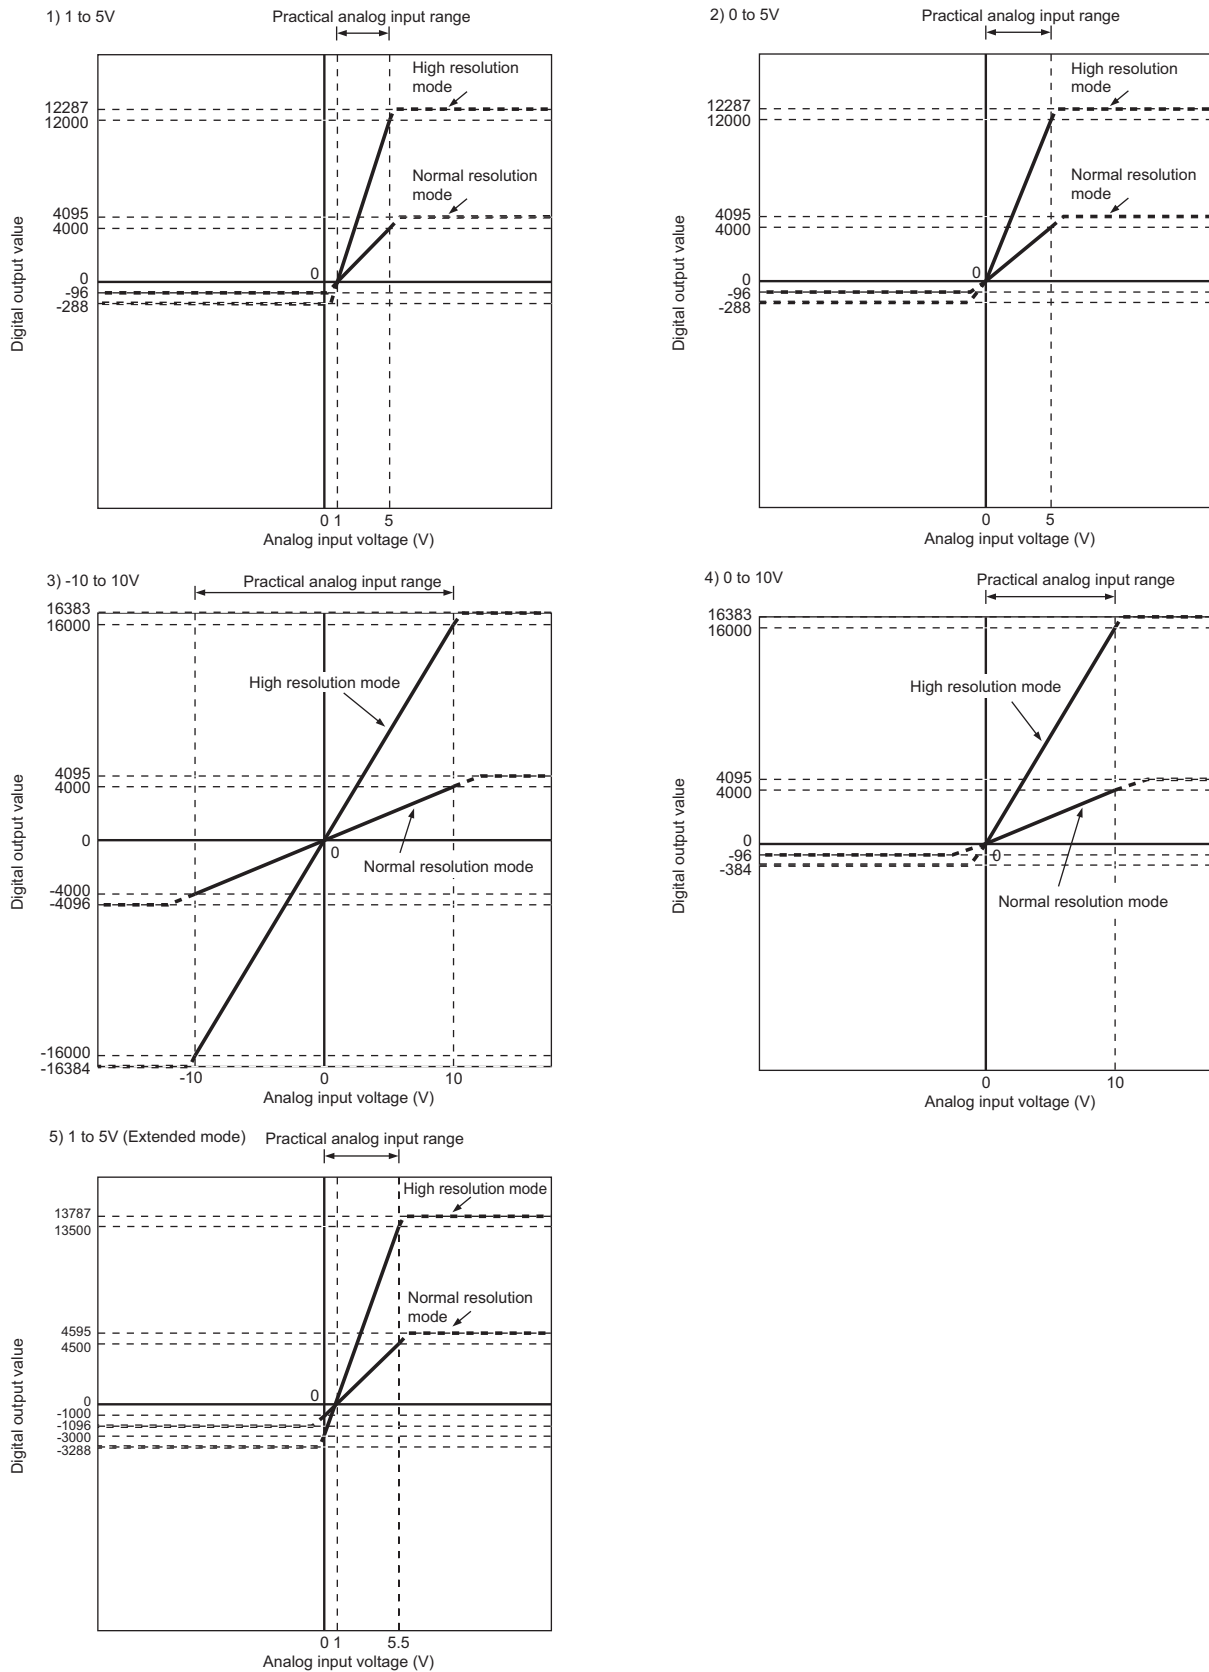 1) 1 to 5V
Practical analog input range
High resolution
mode
12287
12000
Normal resolution
mode
4095
4000
0
0
-96
-288
Digital output value
0 1 5
Analog input voltage (V)
2) 0 to 5V
Practical analog input range
High resolution
mode
12287
12000
Normal resolution
mode
4095
4000
0
0
-96
-288
Digital output value
0 5
Analog input voltage (V)
3) -10 to 10V
Practical analog input range
16383
16000
High resolution mode
4095
4000
0
0
Normal resolution mode
-4000
-4096
-16000
-16384
Digital output value
-10 0 10
Analog input voltage (V)
4) 0 to 10V
Practical analog input range
16383
16000
High resolution mode
4095
4000
0
0
-96
-384
Normal resolution mode
Digital output value
0 10
Analog input voltage (V)
5) 1 to 5V (Extended mode)
Practical analog input range
High resolution mode
13787
13500
Normal resolution
mode
4595
4500
0
0
-1000
-1096
-3000
-3288
Digital output value
0 1 5.5
Analog input voltage (V)